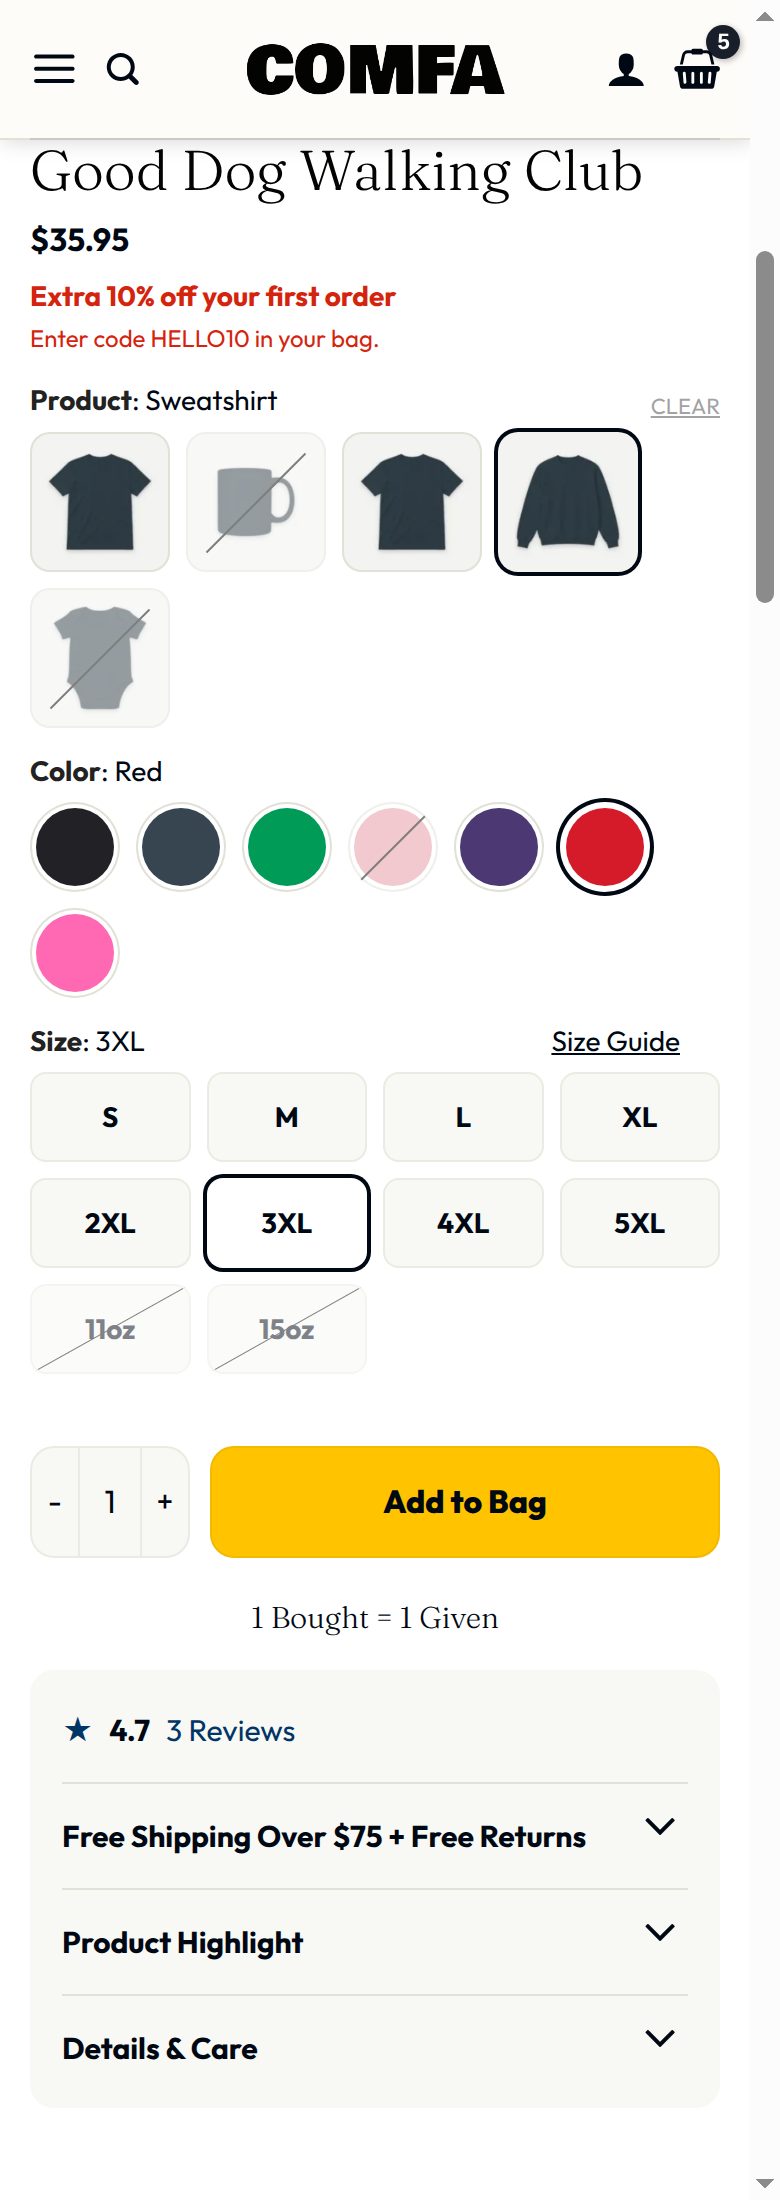 COMFA
5
Good Dog Walking Club
$35.95
Extra 10% off your first order
Enter code HELLO10 in your bag.
Product: Sweatshirt
CLEAR
Color: Red
Size: 3XL
Size Guide
S
M
L
XL
2XL
3XL
4XL
5XL
11oz
15oz
- 1 +
Add to Bag
1 Bought = 1 Given
★ 4.7 3 Reviews
Free Shipping Over $75 + Free Returns
Product Highlight
Details & Care